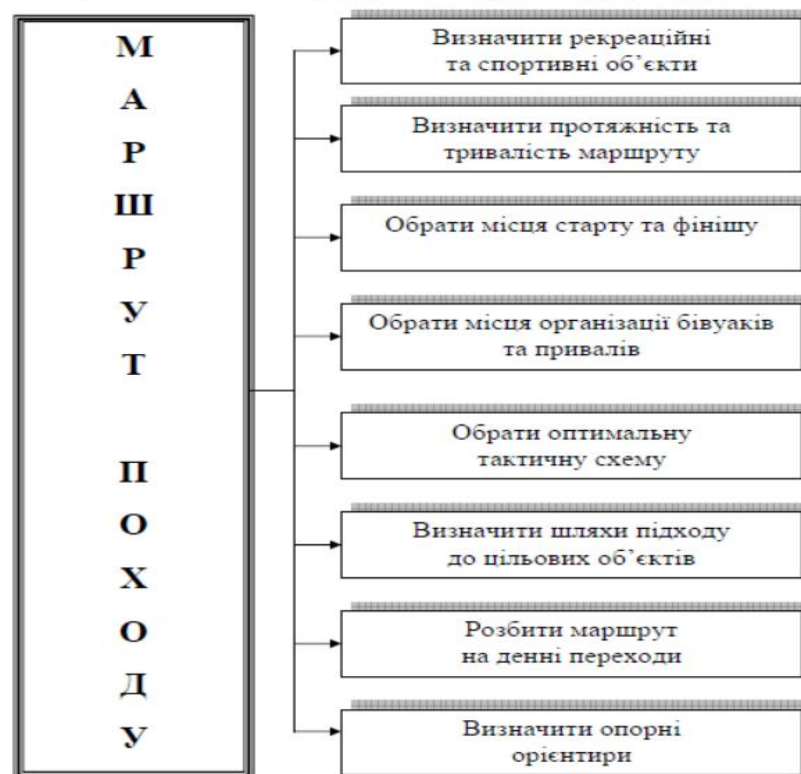 МАРШРУТ ПОХОДУ
Визначити рекреаційні
та спортивні об’єкти
Визначити протяжність та
тривалість маршруту
Обрати місця старту та фінішу
Обрати місця організації бівуаків
та привалів
Обрати оптимальну
тактичну схему
Визначити шляхи підходу
до цільових об’єктів
Розбити маршрут
на денні переходи
Визначити опорні
орієнтири